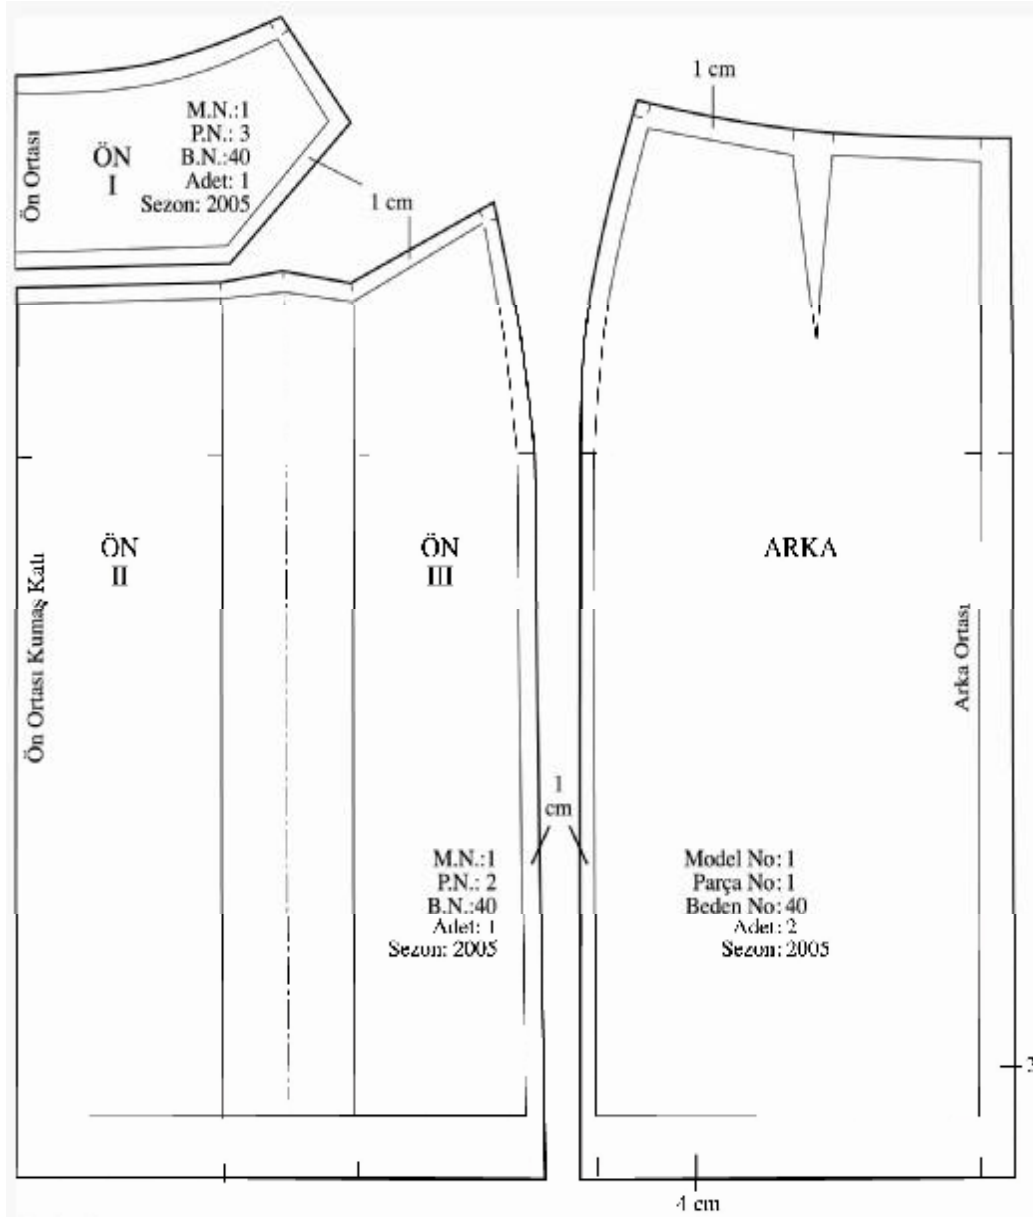 Ön Ortası
ÖN
I
M.N.:1
P.N.: 3
B.N.:40
Adet: 1
Sezon: 2005
1 cm
1 cm
Ön Ortası Kumaş Katı
ÖN
II
ÖN
III
M.N.:1
P.N.: 2
B.N.:40
Adet: 1
Sezon: 2005
1
cm
1 cm
ARKA
Arka Ortası
Model No: 1
Parça No: 1
Beden No: 40
Adet: 2
Sezon: 2005
4 cm